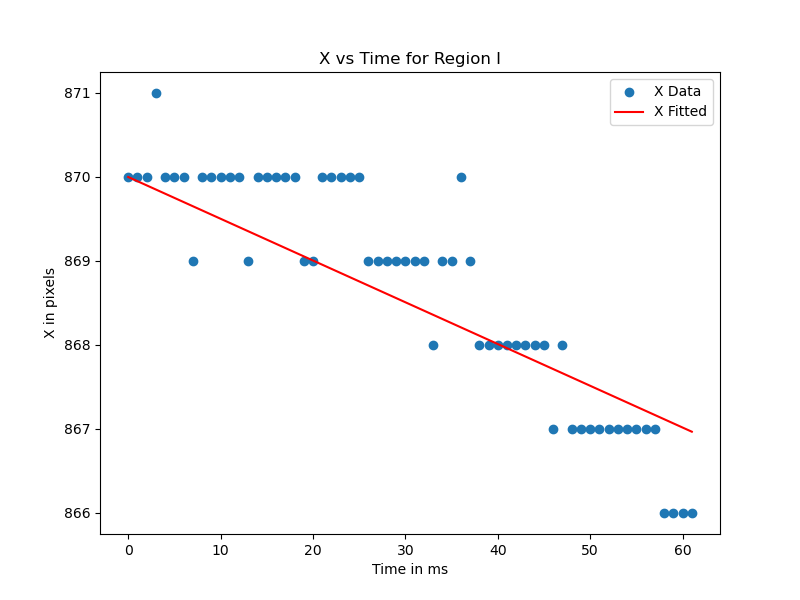 X vs Time for Region I
X Data
X Fitted
871
870
869
868
867
866
X in pixels
0 10 20 30 40 50 60
Time in ms